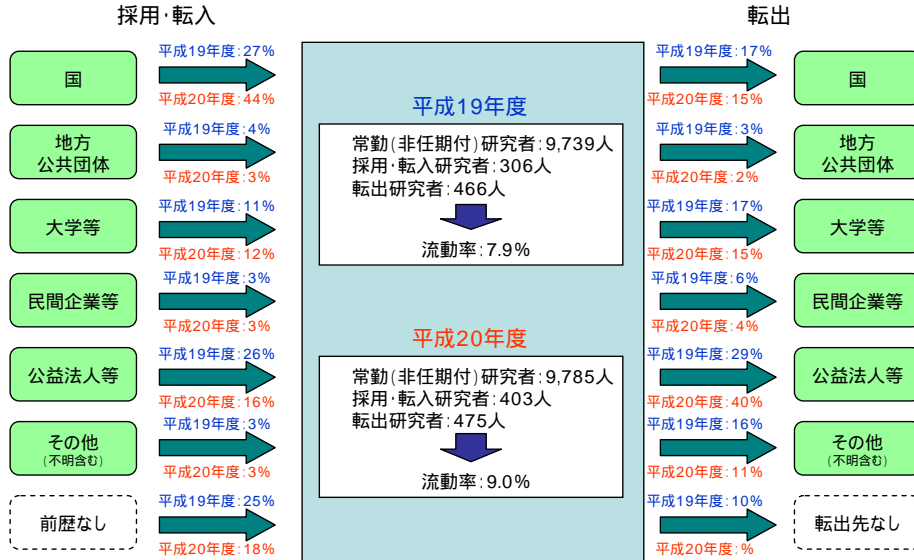 採用･転入
転出
国
平成19年度:27%
平成20年度:44%
地方
公共団体
平成19年度:4%
平成20年度:3%
大学等
平成19年度:11%
平成20年度:12%
民間企業等
平成19年度:3%
平成20年度:3%
公益法人等
平成19年度:26%
平成20年度:16%
その他
(不明含む)
平成19年度:3%
平成20年度:3%
前歴なし
平成19年度:25%
平成20年度:18%
平成19年度
常勤(非任期付)研究者:9,739人
採用･転入研究者:306人
転出研究者:466人
流動率:7.9%
平成20年度
常勤(非任期付)研究者:9,785人
採用･転入研究者:403人
転出研究者:475人
流動率:9.0%
平成19年度:17%
平成20年度:15%
国
平成19年度:3%
平成20年度:2%
地方
公共団体
平成19年度:17%
平成20年度:15%
大学等
平成19年度:6%
平成20年度:4%
民間企業等
平成19年度:29%
平成20年度:40%
公益法人等
平成19年度:16%
平成20年度:11%
その他
(不明含む)
平成19年度:10%
平成20年度:%
転出先なし